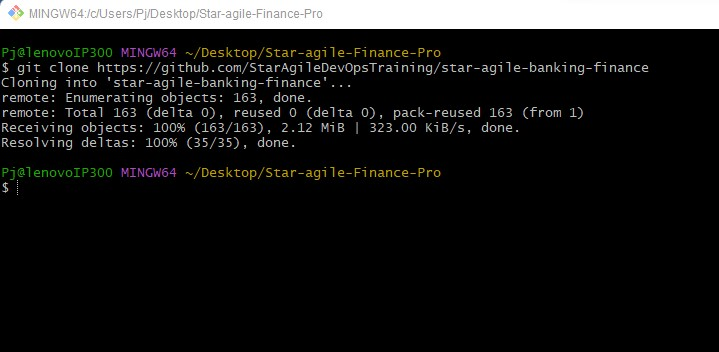 MINGW64:/c/Users/Pj/Desktop/Star-agile-Finance-Pro
Pj@lenovoIP300 MINGW64 ~/Desktop/Star-agile-Finance-Pro
$ git clone https://github.com/StarAgileDevOpsTraining/star-agile-banking-finance
Cloning into 'star-agile-banking-finance'...
remote: Enumerating objects: 163, done.
remote: Total 163 (delta 0), reused 0 (delta 0), pack-reused 163 (from 1)
Receiving objects: 100% (163/163), 2.12 MiB | 323.00 KiB/s, done.
Resolving deltas: 100% (35/35), done.
Pj@lenovoIP300 MINGW64 ~/Desktop/Star-agile-Finance-Pro
$